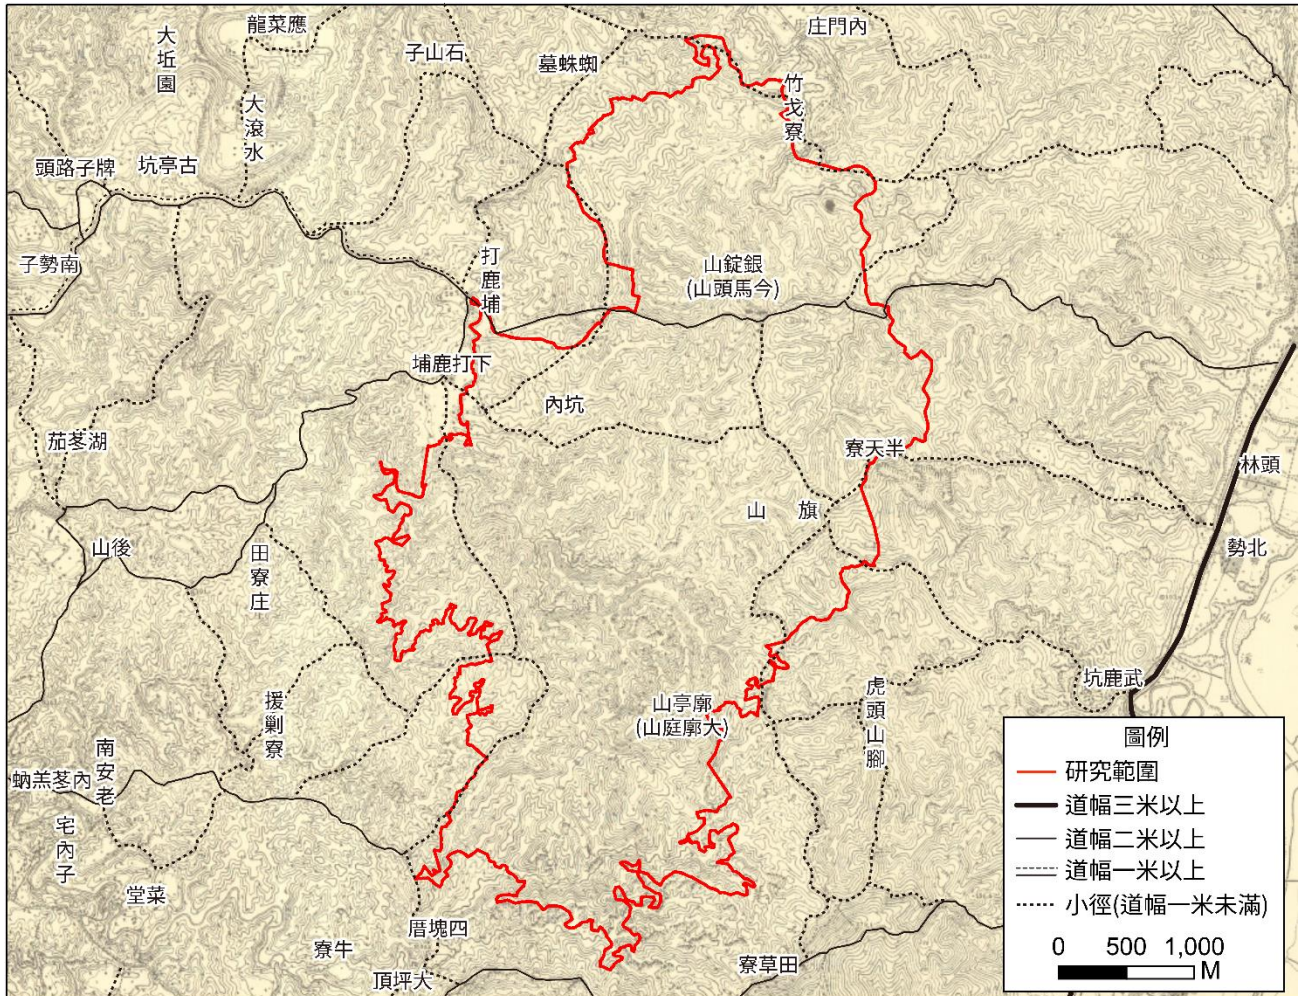 龍菜應
大坵園
子山石
墓蛛蜘
庄門內
大滾水
竹戈寮
頭路子牌
坑亭古
子勢南
打鹿埔
山錠銀
(山頭馬今)
埔鹿打下
內坑
茄苳湖
寮天半
林頭
山 旗
勢北
山後
田寮庄
坑鹿武
虎頭山腳
山亭廓
(山庭廓大)
援剿寮
南安老
蚋羔苳內
宅內子
堂菜
厝塊四
寮牛
頂坪大
寮草田
圖例
研究範圍
道幅三米以上
道幅二米以上
道幅一米以上
小徑(道幅一米未滿)
0 500 1,000
M